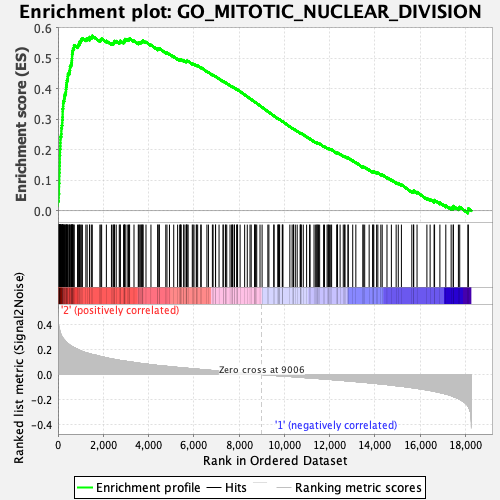 Enrichment plot: GO_MITOTIC_NUCLEAR_DIVISION
Enrichment score (ES)
0.6
0.5
0.4
0.3
0.2
0.1
0.0
Ranked list metric (Signal2Noise)
'2' (positively correlated)
0.4
0.2
0.0
-0.2
-0.4
Zero cross at 9006
'1' (negatively correlated)
0
2,000
4,000
6,000
8,000
10,000
12,000
14,000
16,000
18,000
Rank in Ordered Dataset
Enrichment profile
Hits
Ranking metric scores